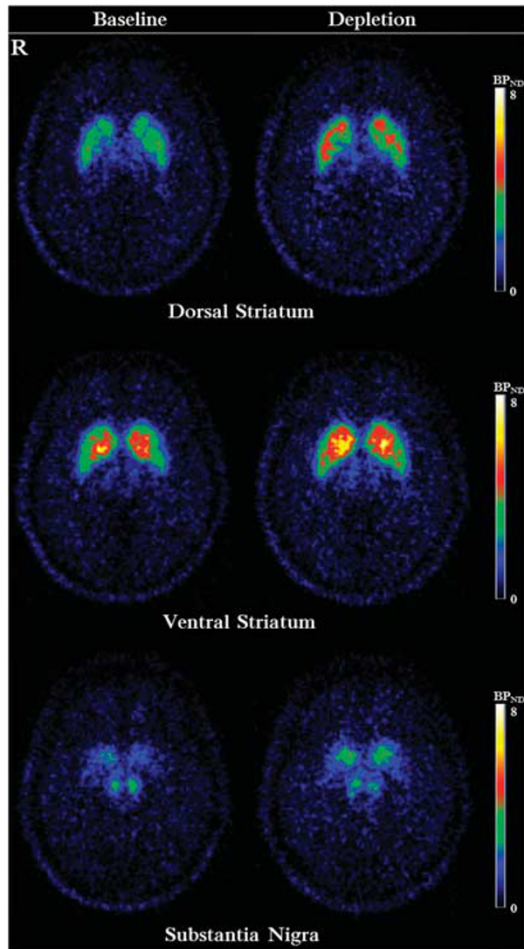 Baseline Depletion
R
BPND
8
0
Dorsal Striatum
BPND
8
0
Ventral Striatum
BPND
8
0
Substantia Nigra